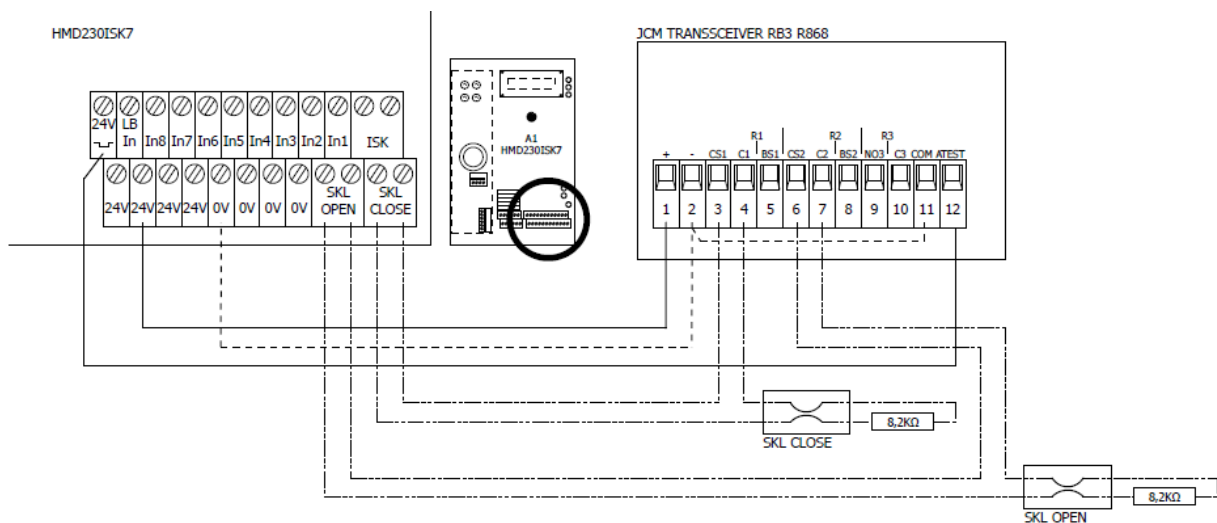 HMD230ISK7
JCM TRANSSCEIVER RB3 R868
24V LB In In8 In7 In6 In5 In4 In3 In2 In1 ISK
24V 24V 24V 24V 0V 0V 0V 0V SKL OPEN SKL CLOSE
A1
HMD230ISK7
R1 R2 R3
+ - CS1 C1 BS1 CS2 C2 BS2 NO3 C3 COM ATEST
1 2 3 4 5 6 7 8 9 10 11 12
8,2KΩ
SKL CLOSE
8,2KΩ
SKL OPEN